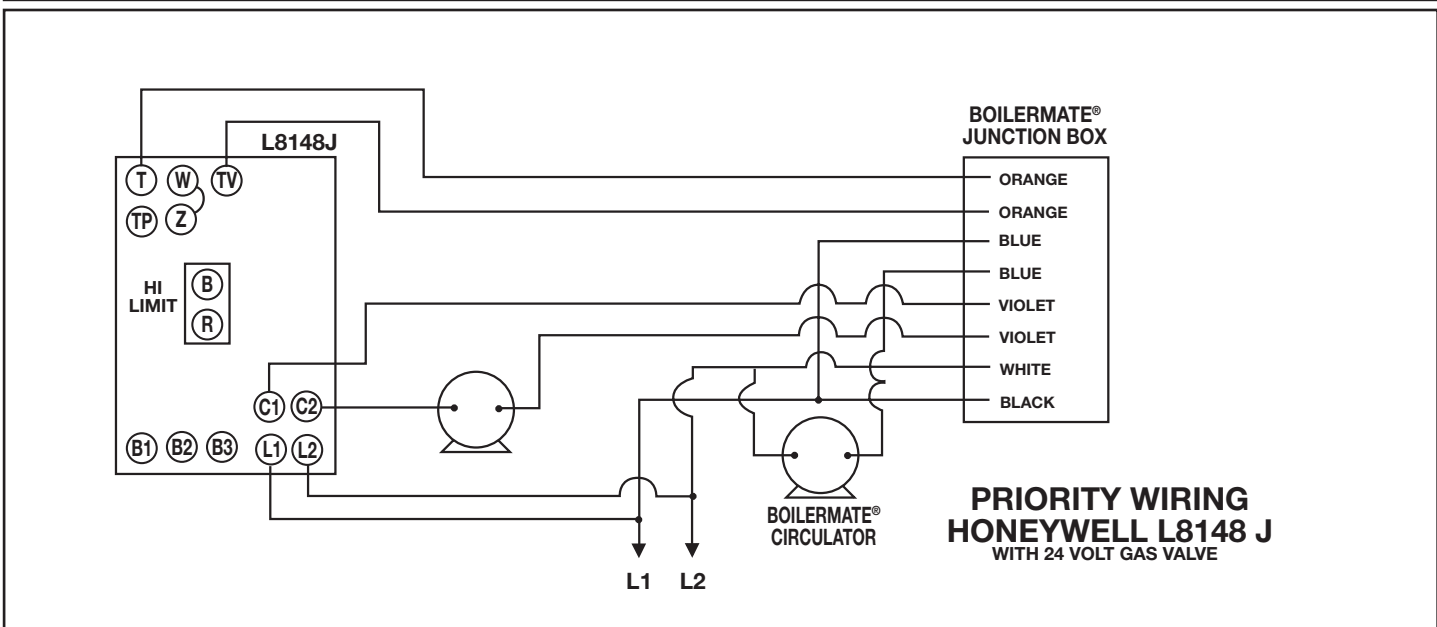 L8148J
T W TV
TP Z
HI
LIMIT
B
R
C1 C2
B1 B2 B3 L1 L2
BOILERMATE®
JUNCTION BOX
ORANGE
ORANGE
BLUE
BLUE
VIOLET
VIOLET
WHITE
BLACK
BOILERMATE®
CIRCULATOR
L1 L2
PRIORITY WIRING
HONEYWELL L8148 J
WITH 24 VOLT GAS VALVE